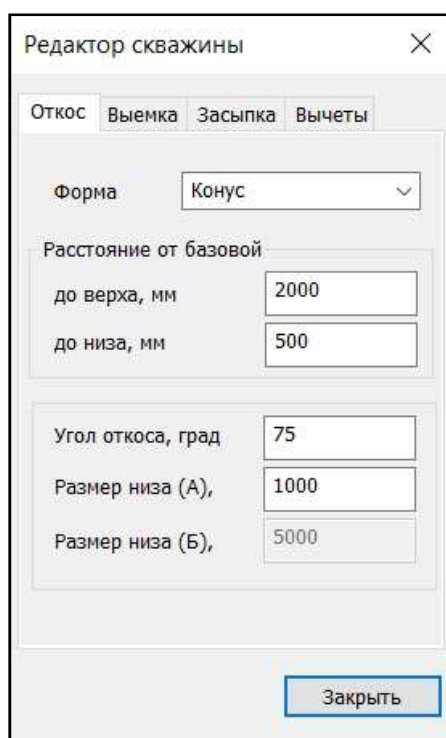 Редактор скважины
Откос Выемка Засыпка Вычеты
Форма Конус
Расстояние от базовой
до верха, мм 2000
до низа, мм 500
Угол откоса, град 75
Размер низа (А), 1000
Размер низа (Б), 5000
Закрыть